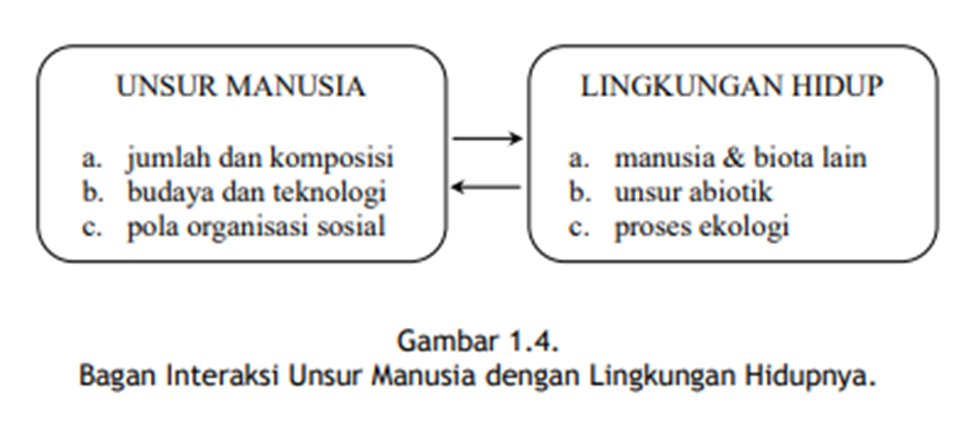 UNSUR MANUSIA
a. jumlah dan komposisi
b. budaya dan teknologi
c. pola organisasi sosial
LINGKUNGAN HIDUP
a. manusia & biota lain
b. unsur abiotik
c. proses ekologi
Gambar 1.4.
Bagan Interaksi Unsur Manusia dengan Lingkungan Hidupnya.